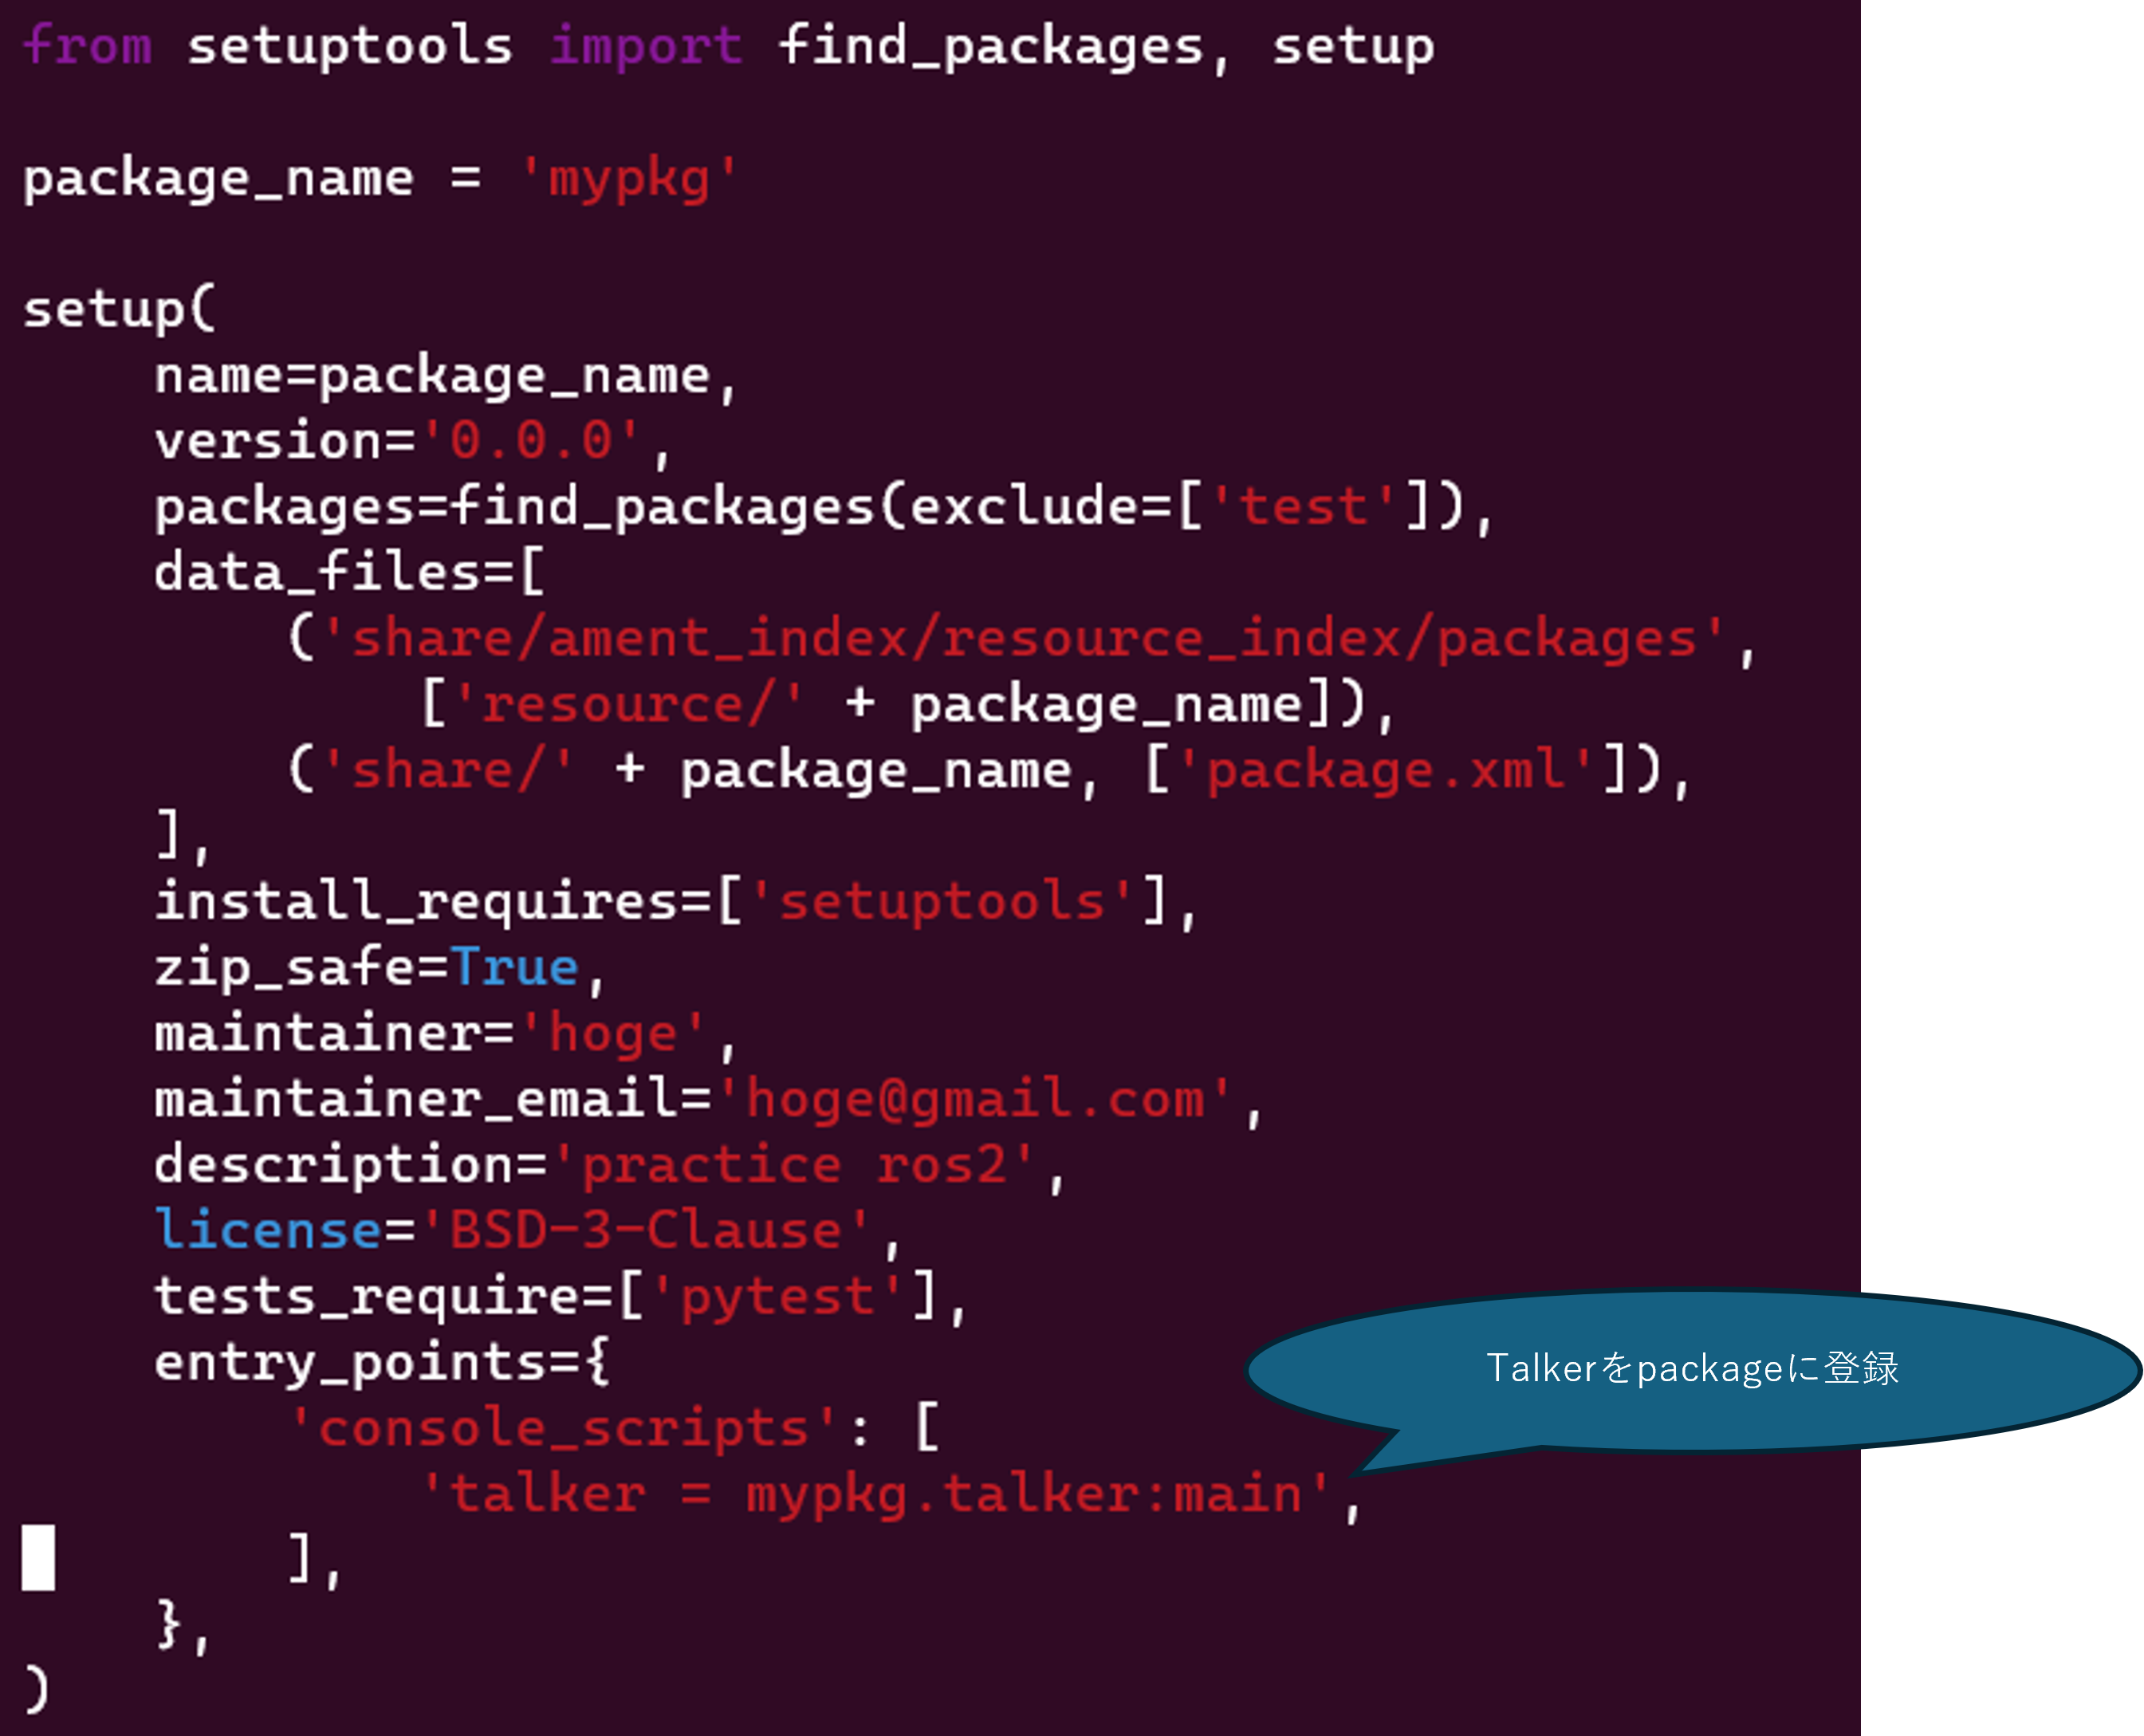 from setuptools import find_packages, setup

package_name = 'mypkg'

setup(
    name=package_name,
    version='0.0.0',
    packages=find_packages(exclude=['test']),
    data_files=[
        ('share/ament_index/resource_index/packages',
            ['resource/' + package_name]),
        ('share/' + package_name, ['package.xml']),
    ],
    install_requires=['setuptools'],
    zip_safe=True,
    maintainer='hoge',
    maintainer_email='hoge@gmail.com',
    description='practice ros2',
    license='BSD-3-Clause',
    tests_require=['pytest'],
    entry_points={
Talkerをpackageに登録
        'console_scripts': [
            'talker = mypkg.talker:main',
        ],
    },
)